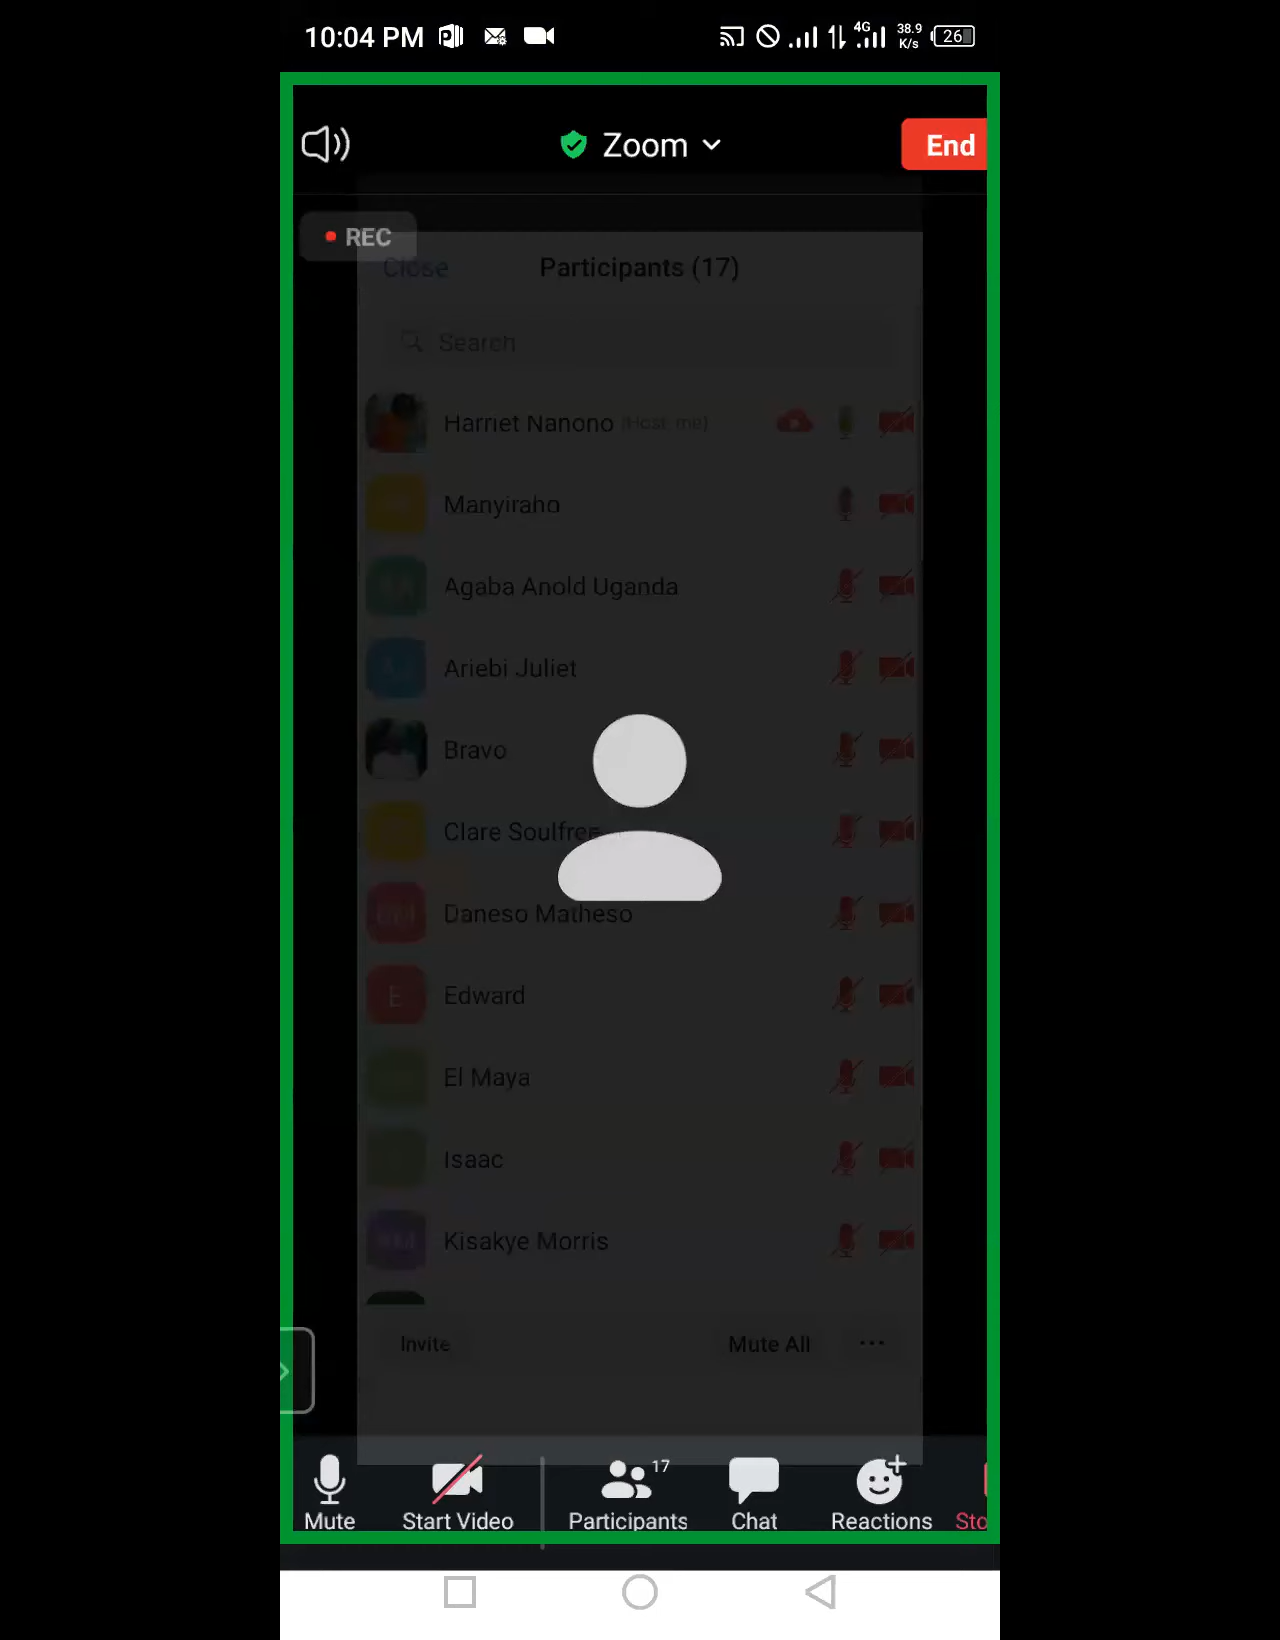 10:04 PM 4G 38.9 K/s 26
Zoom End
REC
Close Participants (17)
Search
Harriet Nanono (Host, me)
Manyiraho
Agaba Anold Uganda
Ariebi Juliet
Bravo
Clare Soulfree
Daneso Matheso
E Edward
El Maya
Isaac
KM Kisakye Morris
Invite Mute All ...
17
Mute Start Video Participants Chat Reactions Sto